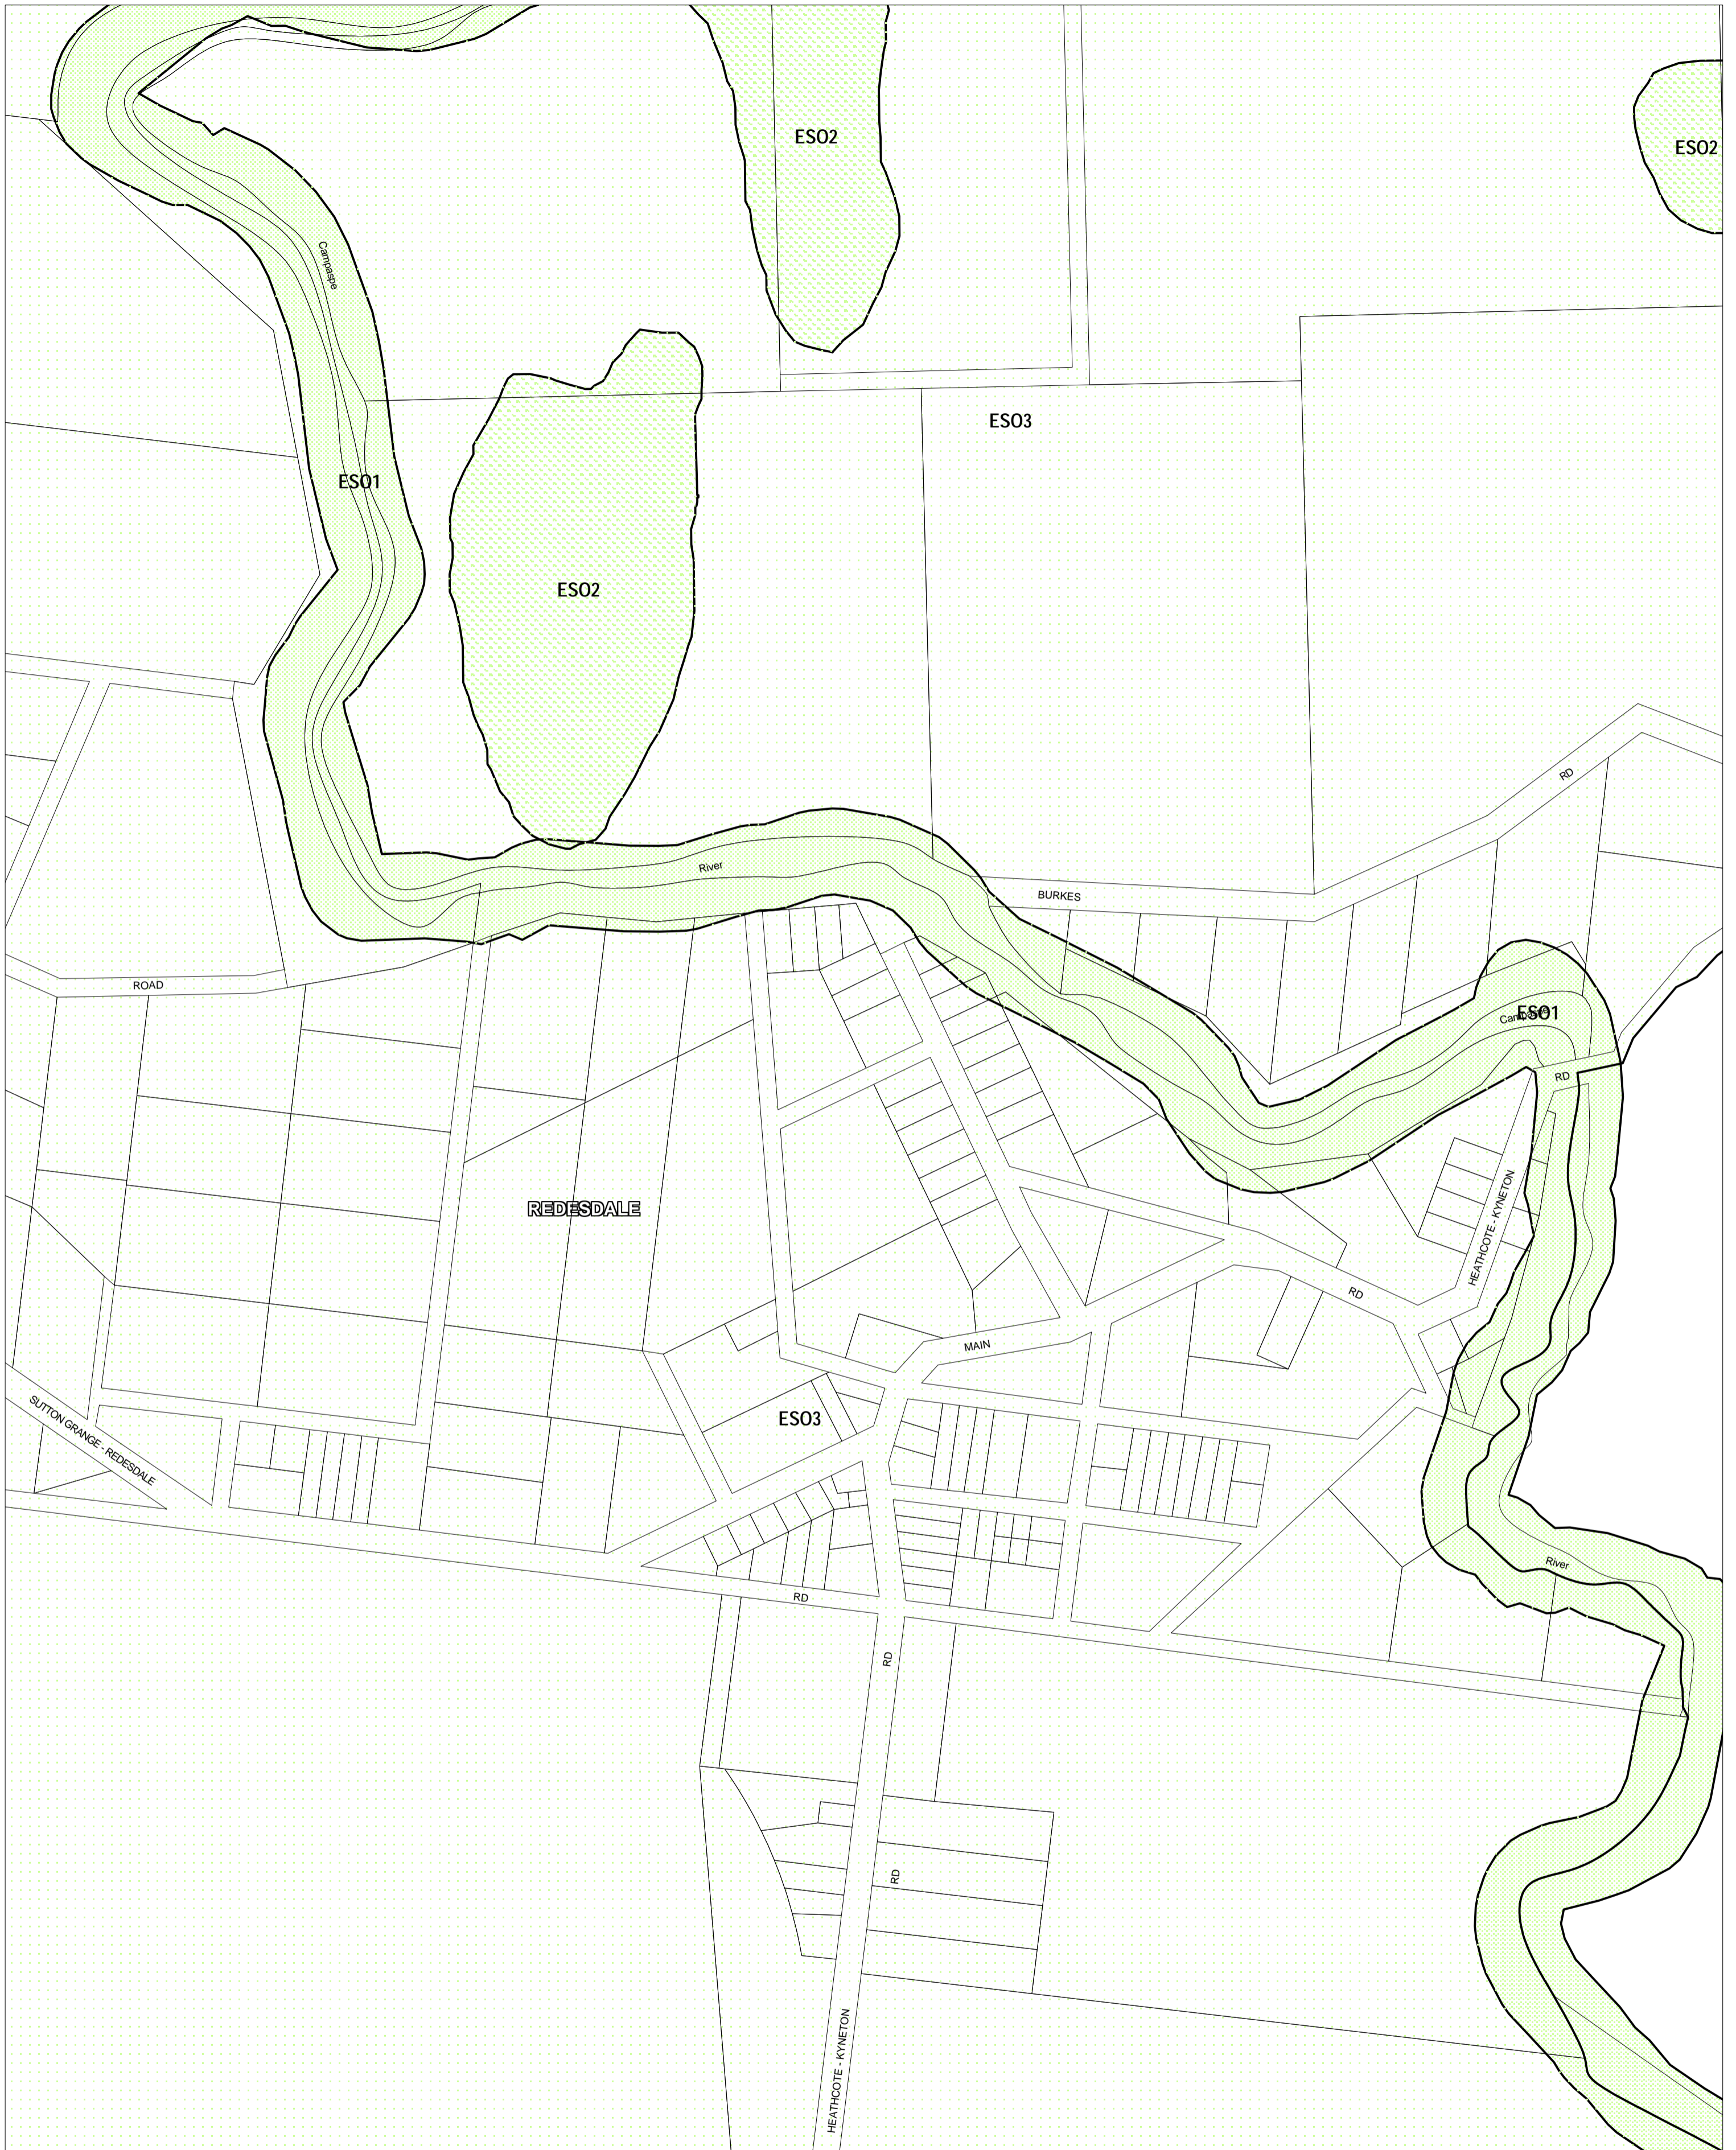 ESO2
ESO2
Campaspe
ESO3
ESO1
ESO2
RD
River
BURKES
ROAD
ESO1
Campaspe
RD
REDESDALE
HEATHCOTE - KYNETON
RD
MAIN
SUTTON GRANGE - REDESDALE
ESO3
River
RD
RD
RD
HEATHCOTE - KYNETON